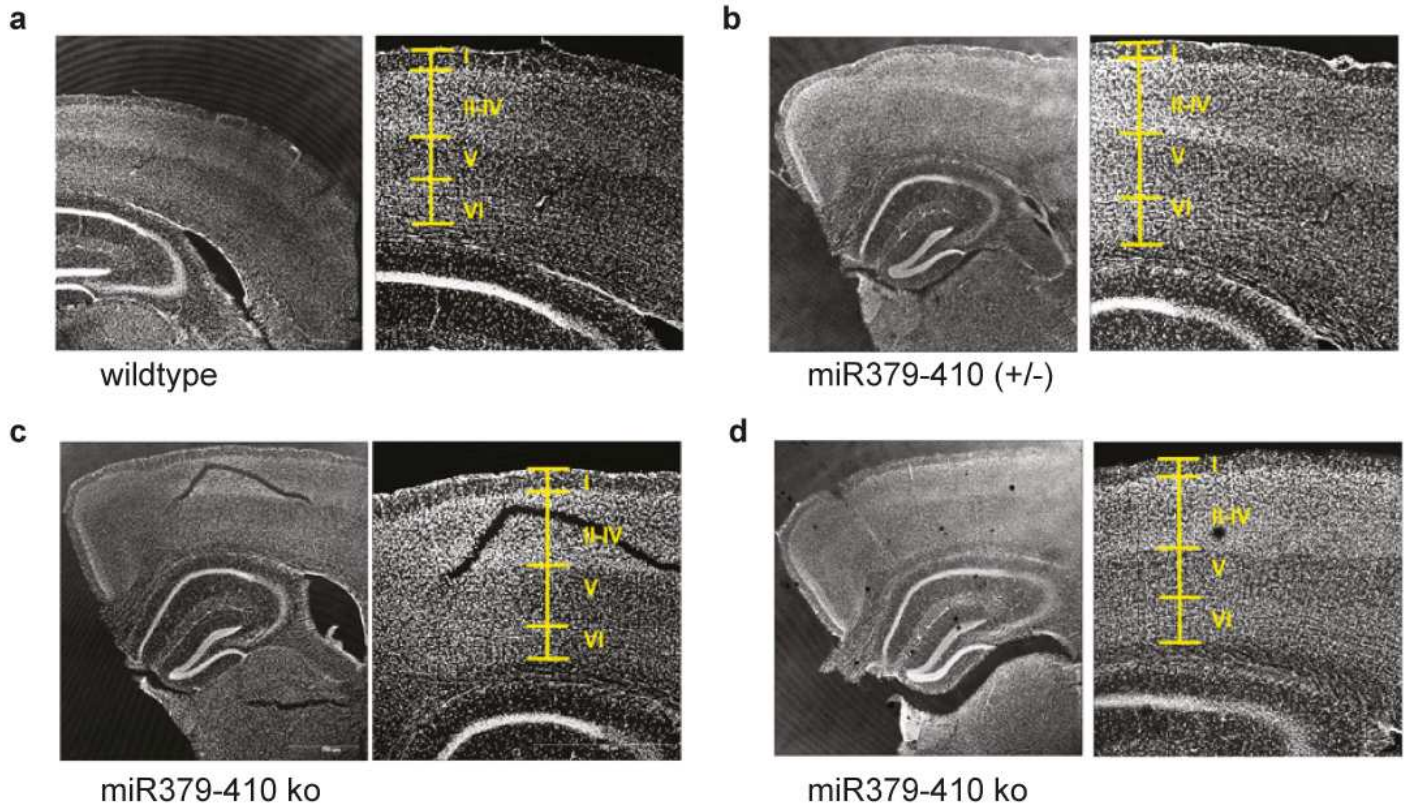 a
I
II-IV
V
VI
wildtype
b
I
II-IV
V
VI
miR379-410 (+/-)
c
I
II-IV
V
VI
miR379-410 ko
d
I
II-IV
V
VI
miR379-410 ko